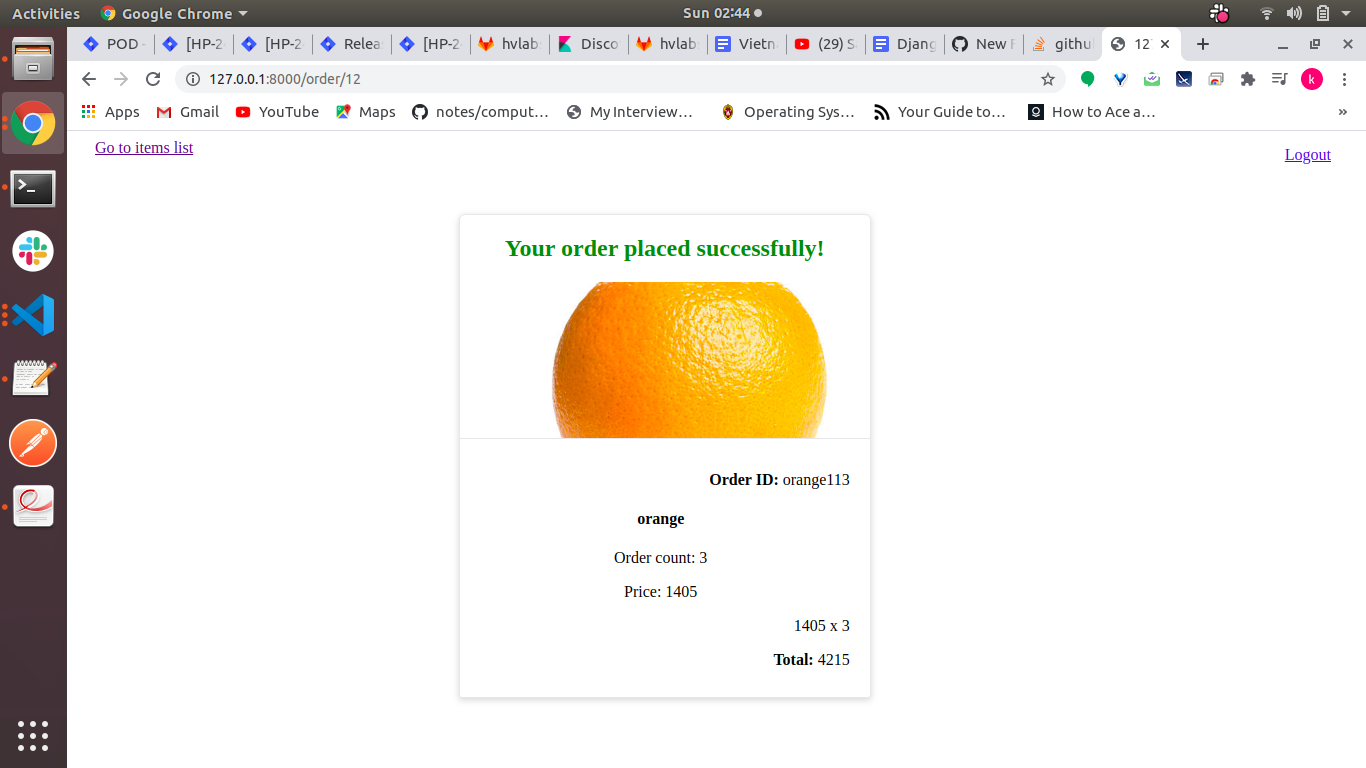 Activities Google Chrome Sun 02:44
POD - [HP-2 [HP-2 Relea [HP-2 hvlab Disco hvlab Vietn (29) S Djang New githu 12
127.0.0.1:8000/order/12 k
Apps Gmail YouTube Maps notes/comput… My Interview… Operating Sys… Your Guide to… How to Ace a… »
Go to items list
Logout
Your order placed successfully!
Order ID: orange113
orange
Order count: 3
Price: 1405
1405 x 3
Total: 4215